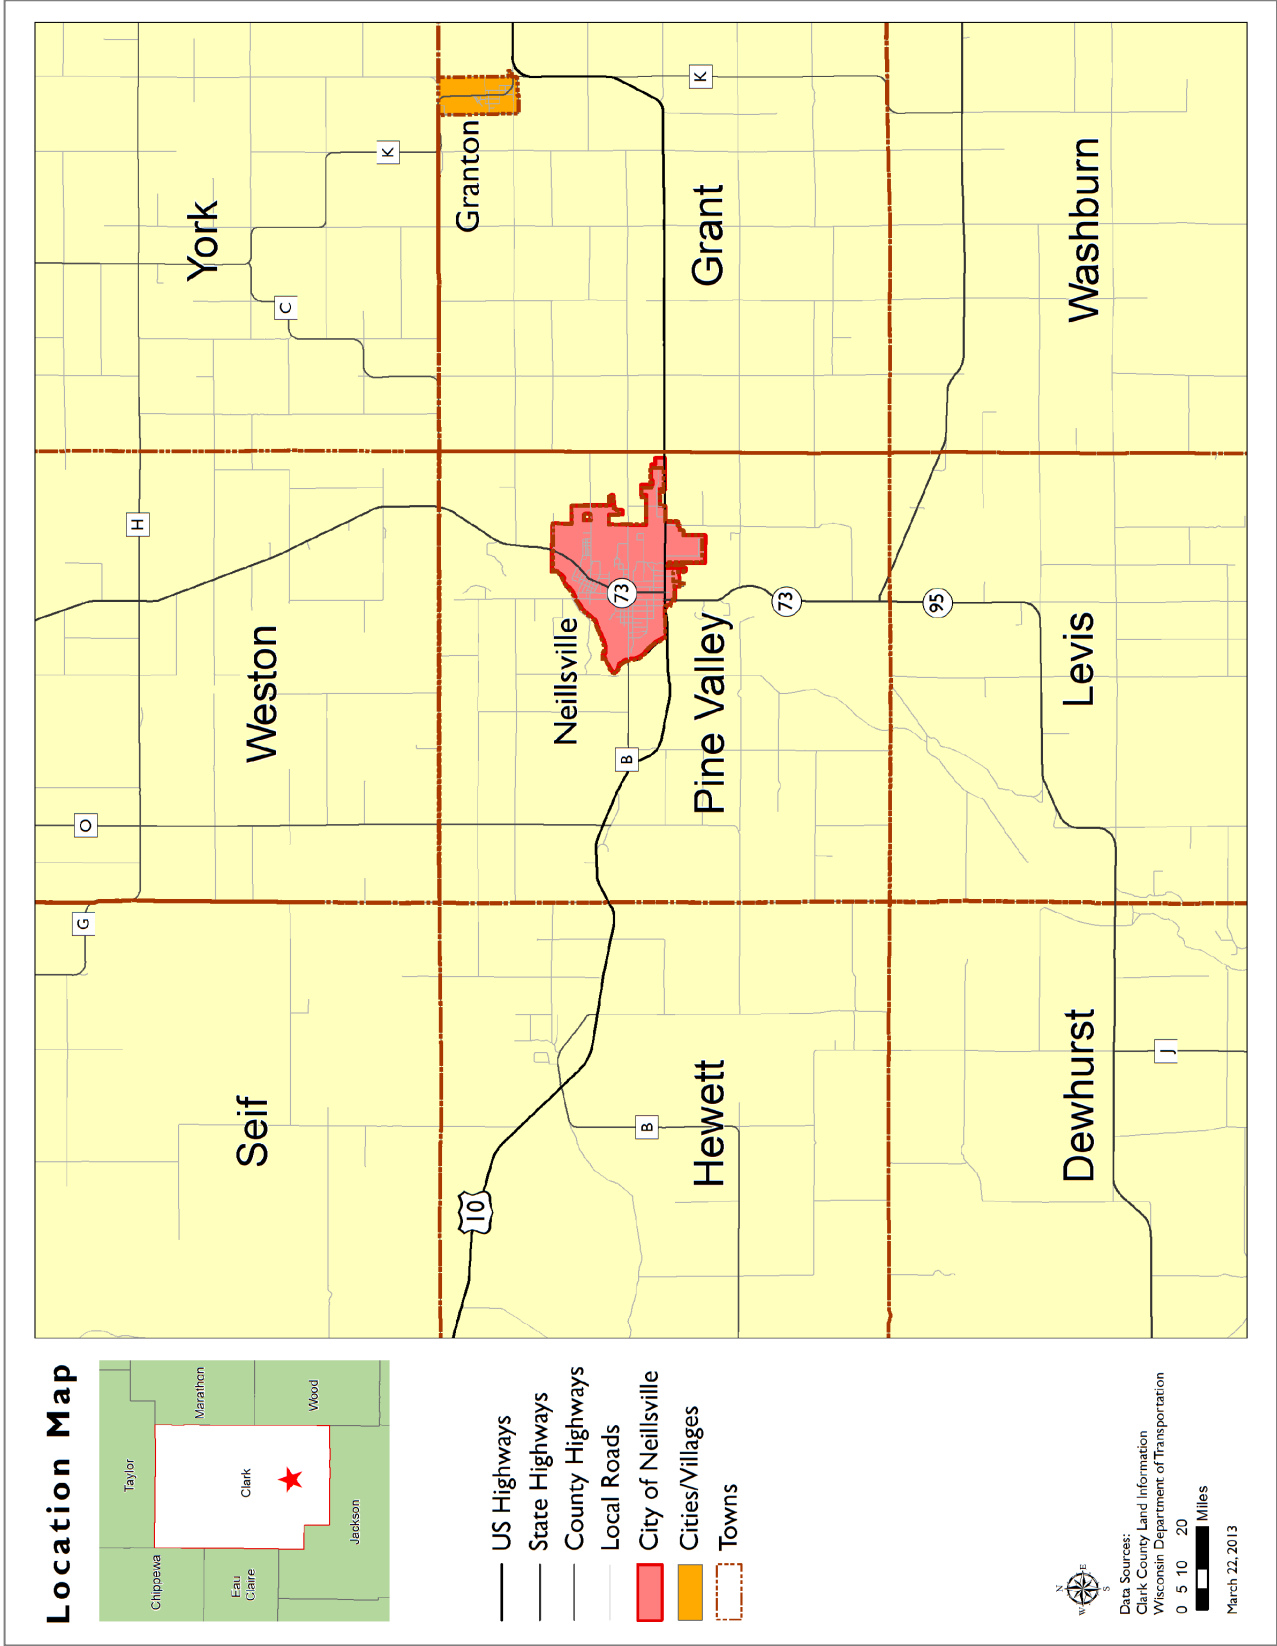 Location Map
Taylor
Marathon
Chippewa
Clark
Wood
Eau
Claire
Jackson
US Highways
State Highways
County Highways
Local Roads
City of Neillsville
Cities/Villages
Towns
N
W
E
S
Data Sources:
Clark County Land Information
Wisconsin Department of Transportation
0 5 10 20
Miles
March 22, 2013
G
O
H
York
C
K
Seif
Weston
Granton
10
Neillsville
B
73
K
B
Hewett
Pine Valley
Grant
73
95
Dewhurst
Levis
Washburn
J